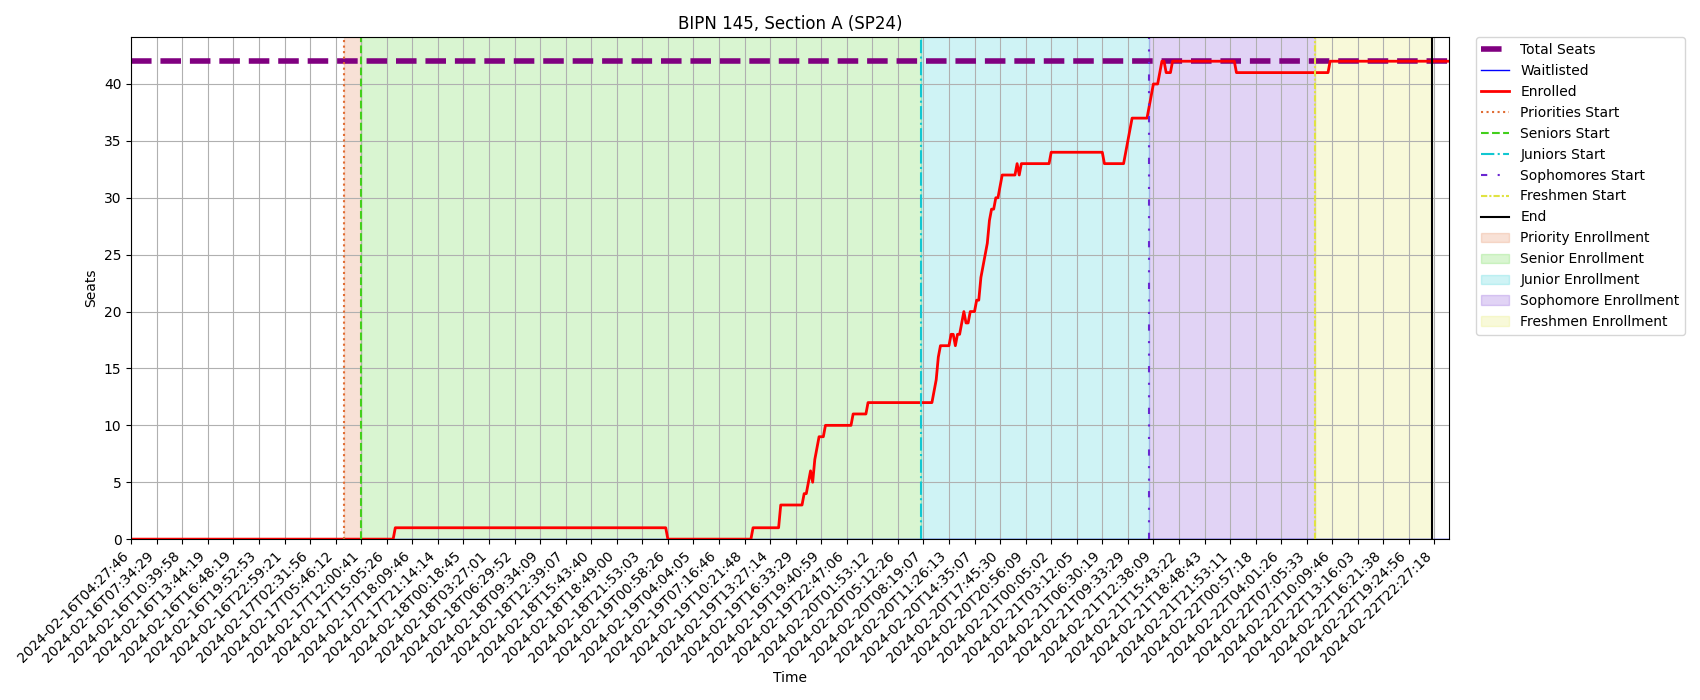 BIPN 145, Section A (SP24)
Seats
40
35
30
25
20
15
10
5
0
2024-02-16T04:27:46
2024-02-16T07:34:29
2024-02-16T10:39:58
2024-02-16T13:44:19
2024-02-16T16:48:19
2024-02-16T19:52:53
2024-02-16T22:59:21
2024-02-17T02:31:56
2024-02-17T05:46:12
2024-02-17T12:00:41
2024-02-17T15:05:26
2024-02-17T18:09:46
2024-02-17T21:14:14
2024-02-18T00:18:45
2024-02-18T03:27:01
2024-02-18T06:29:52
2024-02-18T09:34:09
2024-02-18T12:39:07
2024-02-18T15:43:40
2024-02-18T18:49:00
2024-02-18T21:53:03
2024-02-19T00:58:26
2024-02-19T04:04:05
2024-02-19T07:16:46
2024-02-19T10:21:48
2024-02-19T13:27:14
2024-02-19T16:33:29
2024-02-19T19:40:59
2024-02-19T22:47:06
2024-02-20T01:53:12
2024-02-20T05:12:26
2024-02-20T08:19:07
2024-02-20T11:26:13
2024-02-20T14:35:07
2024-02-20T17:45:30
2024-02-20T20:56:09
2024-02-21T00:05:02
2024-02-21T03:12:05
2024-02-21T06:30:19
2024-02-21T09:33:29
2024-02-21T12:38:09
2024-02-21T15:43:22
2024-02-21T18:48:43
2024-02-21T21:53:11
2024-02-22T00:57:18
2024-02-22T04:01:26
2024-02-22T07:05:33
2024-02-22T10:09:46
2024-02-22T13:16:03
2024-02-22T16:21:38
2024-02-22T19:24:56
2024-02-22T22:27:18
Time
Total Seats
Waitlisted
Enrolled
Priorities Start
Seniors Start
Juniors Start
Sophomores Start
Freshmen Start
End
Priority Enrollment
Senior Enrollment
Junior Enrollment
Sophomore Enrollment
Freshmen Enrollment